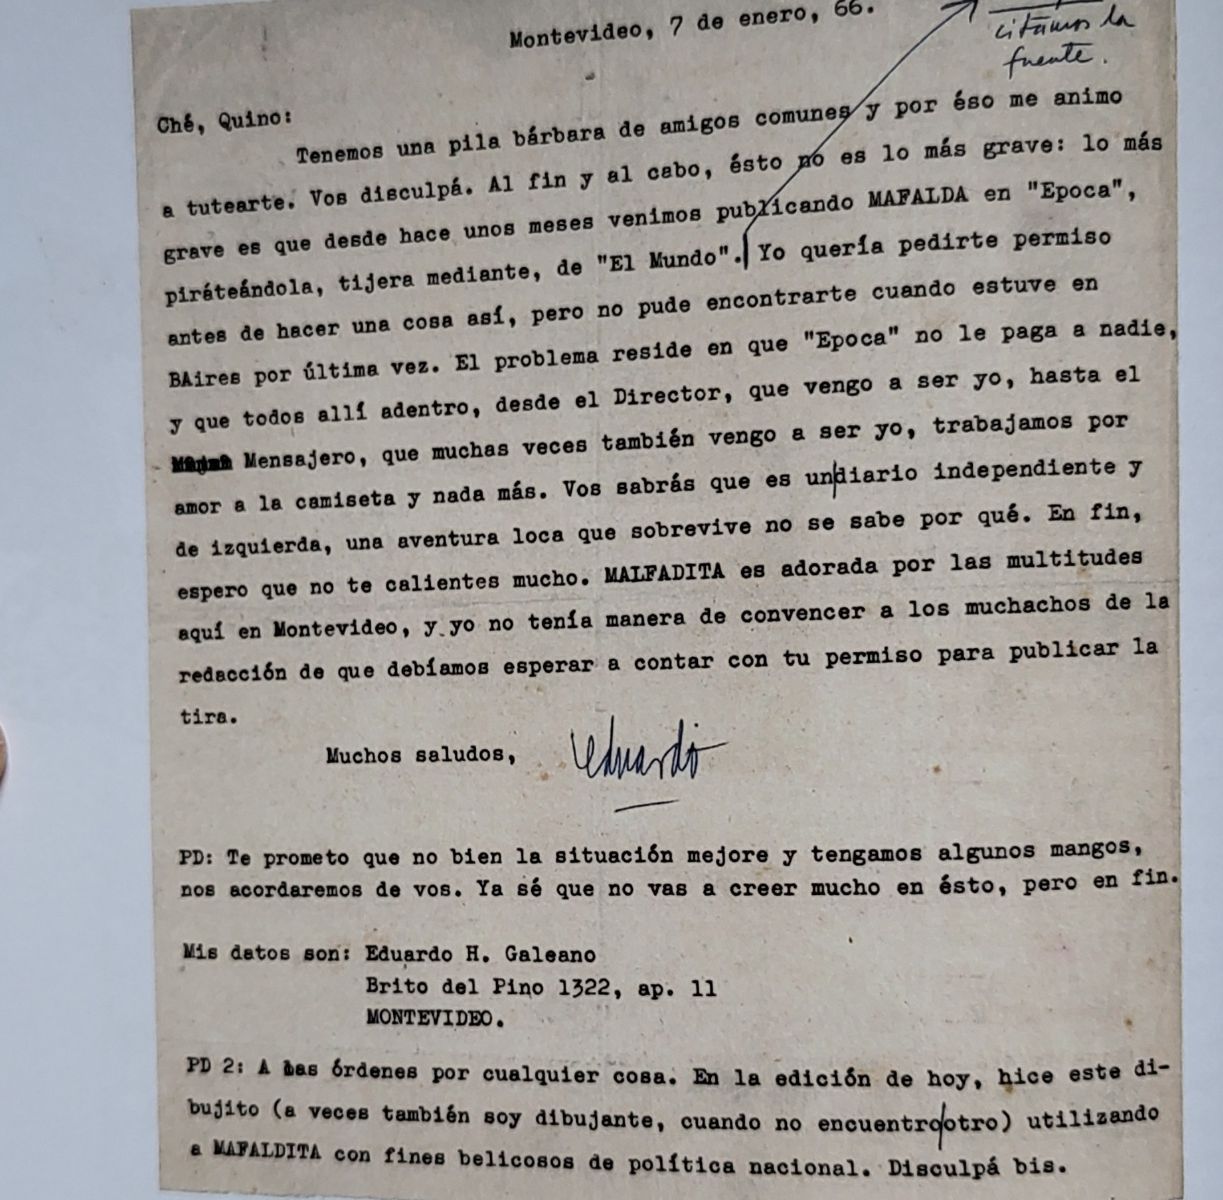 Montevideo, 7 de enero, 66.
citamos la
fuente.
Ché, Quino:
Tenemos una pila bárbara de amigos comunes y por éso me animo
a tutearte. Vos disculpá. Al fin y al cabo, ésto no es lo más grave: lo más
grave es que desde hace unos meses venimos publicando MAFALDA en "Epoca",
piráteándola, tijera mediante, de "El Mundo". Yo quería pedirte permiso
antes de hacer una cosa así, pero no pude encontrarte cuando estuve en
BAires por última vez. El problema reside en que "Epoca" no le paga a nadie,
y que todos allí adentro, desde el Director, que vengo a ser yo, hasta el
Mensajero, que muchas veces también vengo a ser yo, trabajamos por
amor a la camiseta y nada más. Vos sabrás que es un diario independiente y
de izquierda, una aventura loca que sobrevive no se sabe por qué. En fin,
espero que no te calientes mucho. MALFADITA es adorada por las multitudes
aquí en Montevideo, y yo no tenía manera de convencer a los muchachos de la
redacción de que debíamos esperar a contar con tu permiso para publicar la
tira.
Muchos saludos, eduardo
PD: Te prometo que no bien la situación mejore y tengamos algunos mangos,
nos acordaremos de vos. Ya sé que no vas a creer mucho en ésto, pero en fin.
Mis datos son: Eduardo H. Galeano
Brito del Pino 1322, ap. 11
MONTEVIDEO.
PD 2: A las órdenes por cualquier cosa. En la edición de hoy, hice este di-
bujito (a veces también soy dibujante, cuando no encuentro otro) utilizando
a MAFALDITA con fines belicosos de política nacional. Disculpá bis.